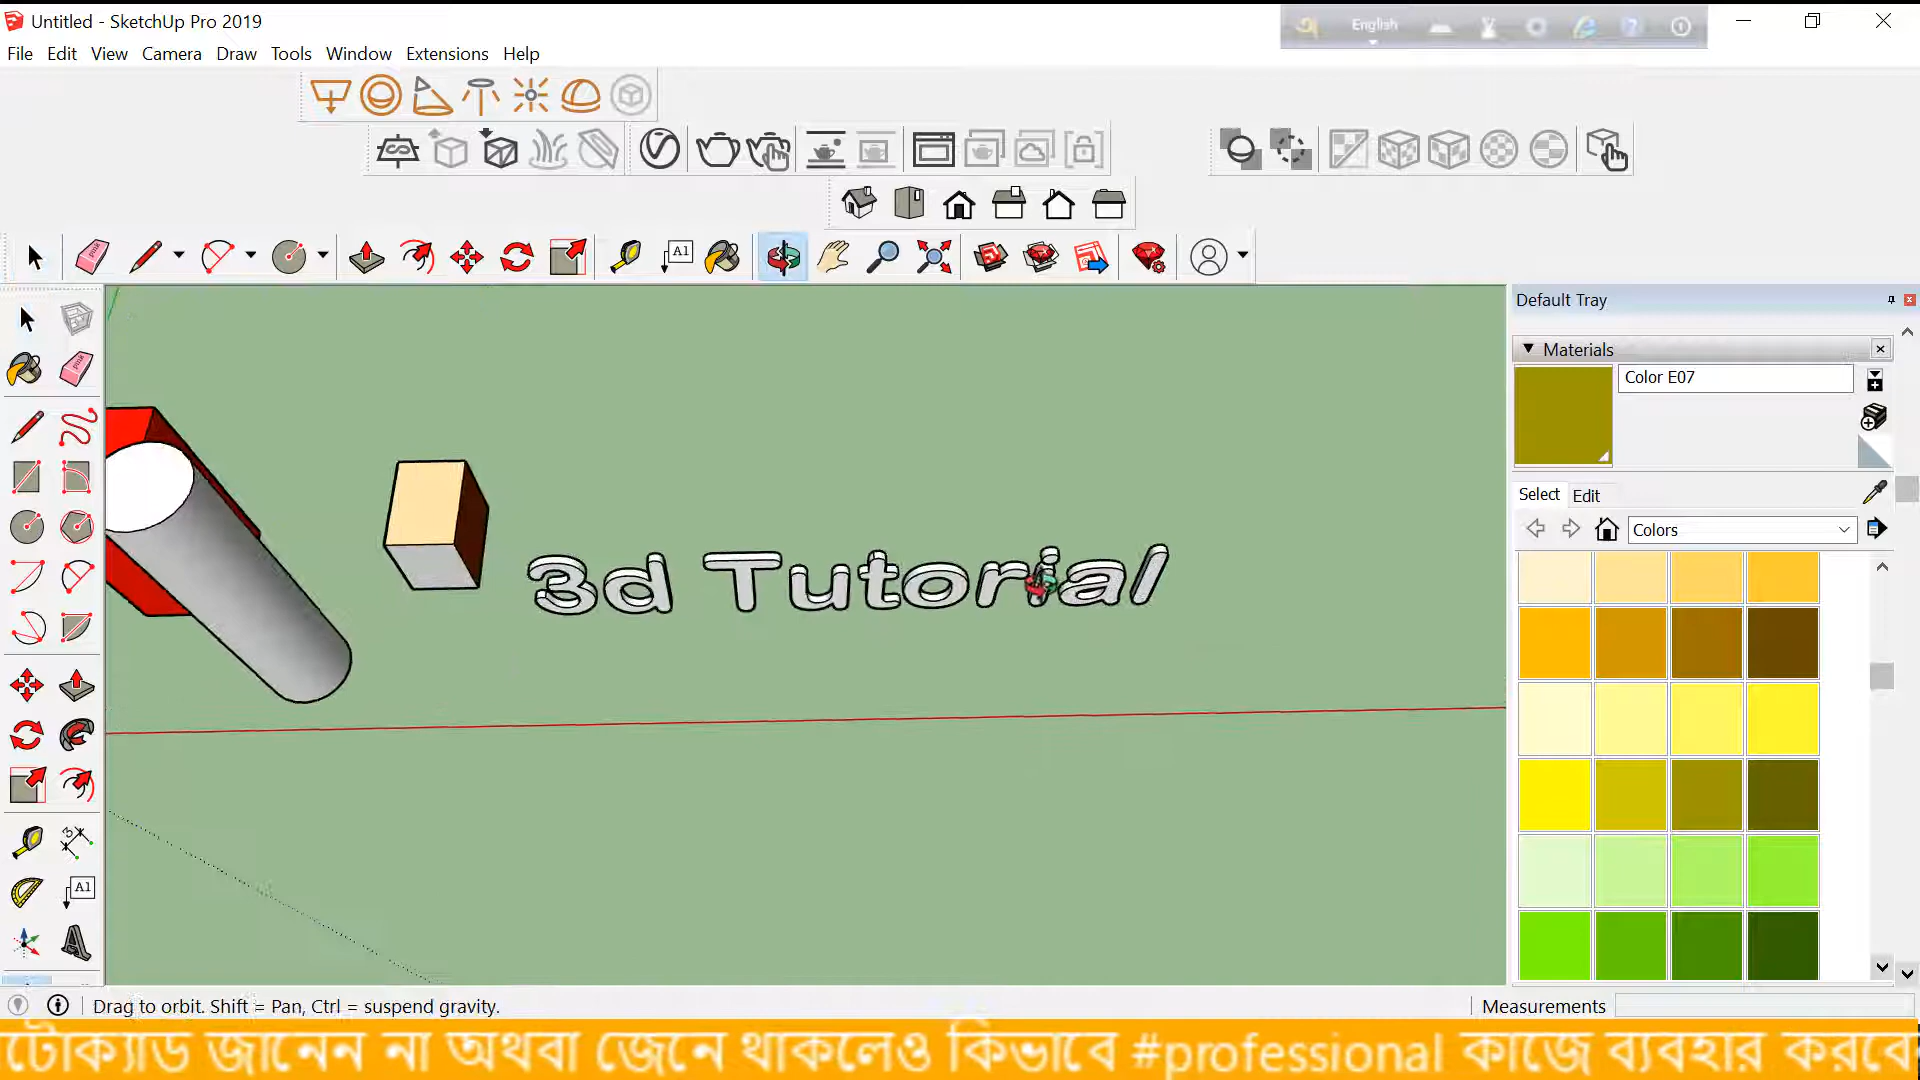 Untitled - SketchUp Pro 2019
English
File Edit View Camera Draw Tools Window Extensions Help
A1
Default Tray
Materials
Color E07
Select Edit
Colors
3d Tutorial
A1
Drag to orbit. Shift = Pan, Ctrl = suspend gravity.
Measurements
টোক্যাড জানেন না অথবা জেনে থাকলেও কিভাবে #professional কাজে ব্যবহার করবে